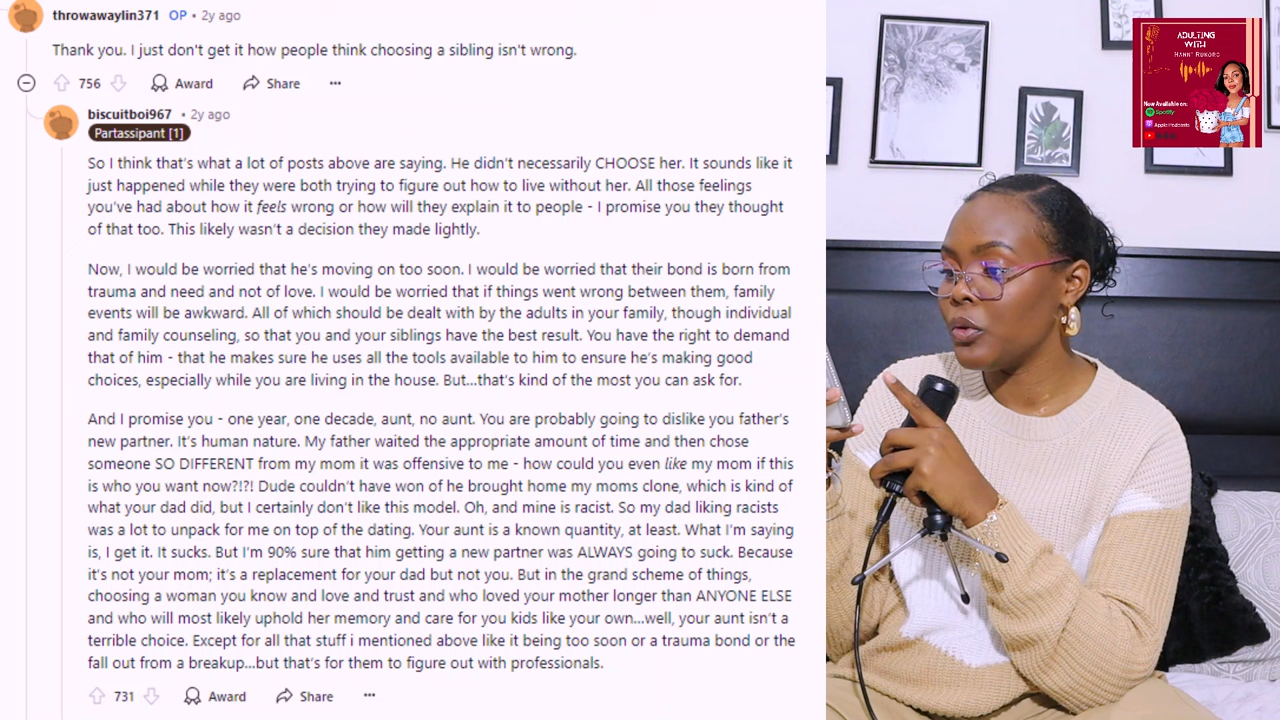 throwawaylin371 OP • 2y ago
Thank you. I just don't get it how people think choosing a sibling isn't wrong.
756 Award Share ...
biscuitboi967 • 2y ago
Partassipant [1]
So I think that's what a lot of posts above are saying. He didn't necessarily CHOOSE her. It sounds like it
just happened while they were both trying to figure out how to live without her. All those feelings
you've had about how it feels wrong or how will they explain it to people - I promise you they thought
of that too. This likely wasn't a decision they made lightly.
Now, I would be worried that he's moving on too soon. I would be worried that their bond is born from
trauma and need and not of love. I would be worried that if things went wrong between them, family
events will be awkward. All of which should be dealt with by the adults in your family, though individual
and family counseling, so that you and your siblings have the best result. You have the right to demand
that of him - that he makes sure he uses all the tools available to him to ensure he's making good
choices, especially while you are living in the house. But...that's kind of the most you can ask for.
And I promise you - one year, one decade, aunt, no aunt. You are probably going to dislike you father's
new partner. It's human nature. My father waited the appropriate amount of time and then chose
someone SO DIFFERENT from my mom it was offensive to me - how could you even like my mom if this
is who you want now?!?! Dude couldn't have won of he brought home my moms clone, which is kind of
what your dad did, but I certainly don't like this model. Oh, and mine is racist. So my dad liking racists
was a lot to unpack for me on top of the dating. Your aunt is a known quantity, at least. What I'm saying
is, I get it. It sucks. But I'm 90% sure that him getting a new partner was ALWAYS going to suck. Because
it's not your mom; it's a replacement for your dad but not you. But in the grand scheme of things,
choosing a woman you know and love and trust and who loved your mother longer than ANYONE ELSE
and who will most likely uphold her memory and care for you kids like your own...well, your aunt isn't a
terrible choice. Except for all that stuff i mentioned above like it being too soon or a trauma bond or the
fall out from a breakup...but that's for them to figure out with professionals.
731 Award Share ...
ADULTING
WITH
Now Available on:
Spotify
Apple Podcasts